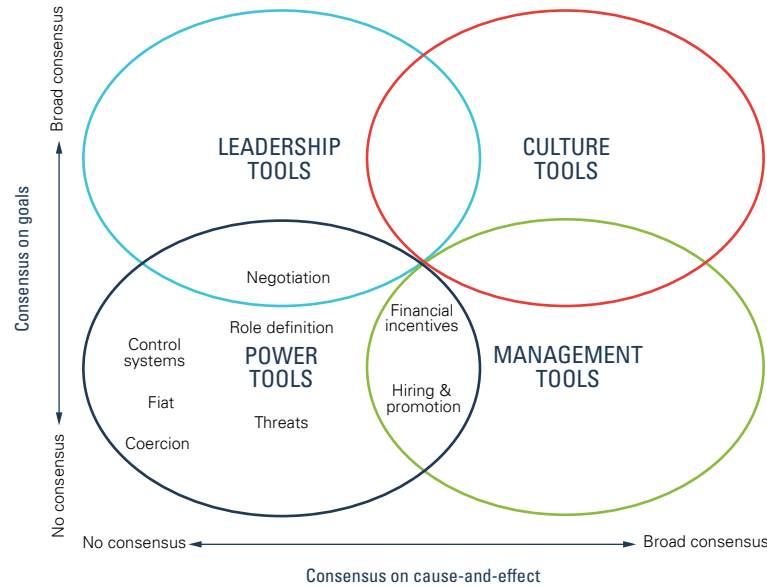 Broad consensus
Consensus on goals
No consensus
LEADERSHIP
TOOLS
CULTURE
TOOLS
Negotiation
Role definition
Financial
incentives
Control
systems
POWER
TOOLS
MANAGEMENT
TOOLS
Fiat
Hiring &
promotion
Threats
Coercion
No consensus
Broad consensus
Consensus on cause-and-effect